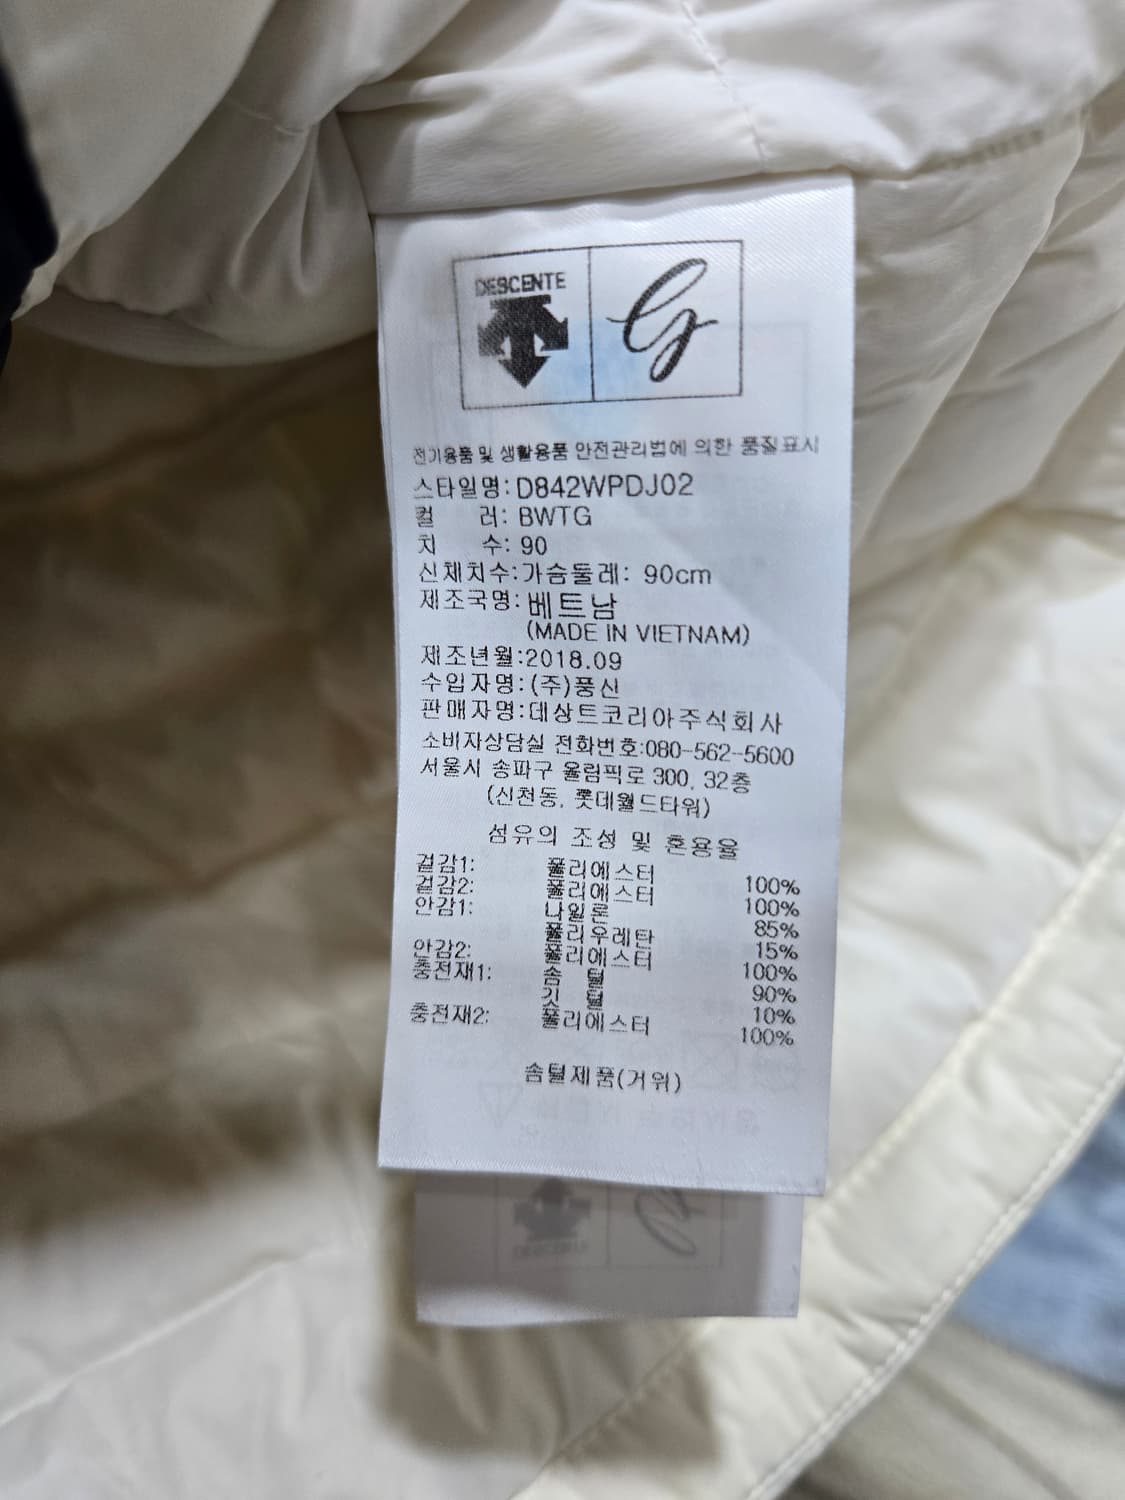 DESCENTE
전기용품 및 생활용품 안전관리법에 의한 품질표시
스타일명: D842WPDJ02
컬 러: BWTG
치 수: 90
신체치수:가슴둘레: 90cm
제조국명: 베트남
(MADE IN VIETNAM)
제조년월:2018.09
수입자명:(주)풍신
판매자명:데상트코리아주식회사
소비자상담실 전화번호:080-562-5600
서울시 송파구 올림픽로 300, 32층
(신천동, 롯데월드타워)
섬유의 조성 및 혼용율
겉감1: 폴리에스터 100%
겉감2: 폴리에스터 100%
안감1: 나일론 85%
폴리우레탄 15%
안감2: 폴리에스터 100%
충전재1: 솜 털 90%
깃 털 10%
충전재2: 폴리에스터 100%
솜털제품(거위)